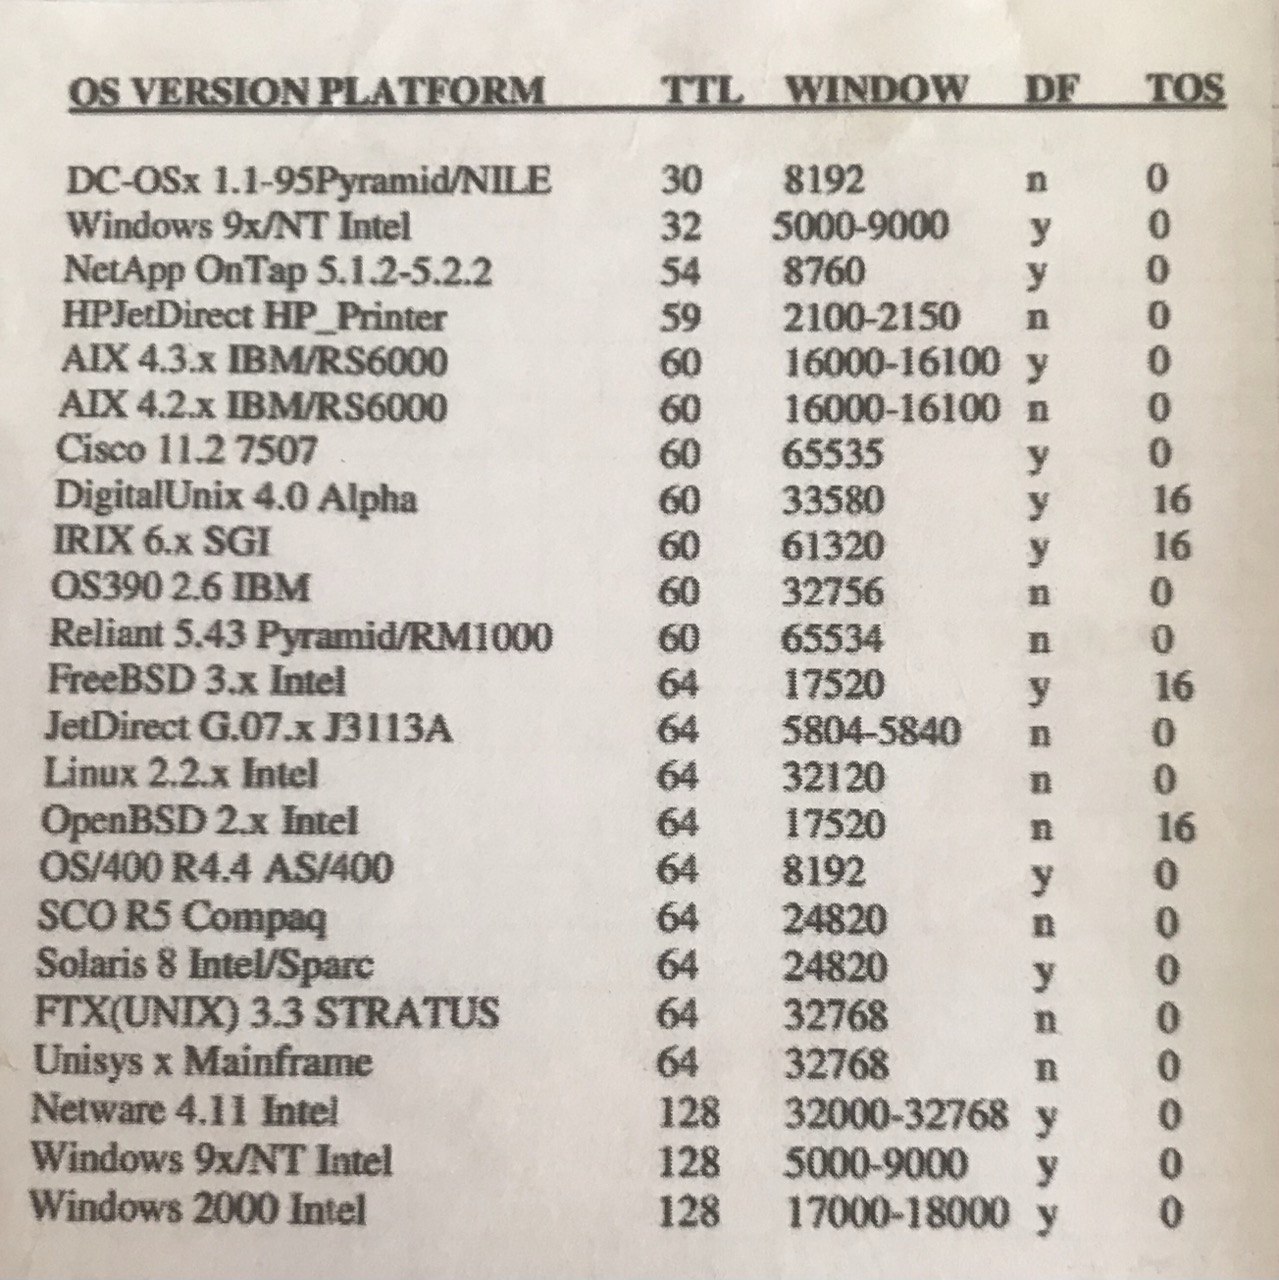 OS VERSION PLATFORM TTL WINDOW DF TOS
DC-OSx 1.1-95Pyramid/NILE 30 8192 n 0
Windows 9x/NT Intel 32 5000-9000 y 0
NetApp OnTap 5.1.2-5.2.2 54 8760 y 0
HPJetDirect HP_Printer 59 2100-2150 n 0
AIX 4.3.x IBM/RS6000 60 16000-16100 y 0
AIX 4.2.x IBM/RS6000 60 16000-16100 n 0
Cisco 11.2 7507 60 65535 y 0
DigitalUnix 4.0 Alpha 60 33580 y 16
IRIX 6.x SGI 60 61320 y 16
OS390 2.6 IBM 60 32756 n 0
Reliant 5.43 Pyramid/RM1000 60 65534 n 0
FreeBSD 3.x Intel 64 17520 y 16
JetDirect G.07.x J3113A 64 5804-5840 n 0
Linux 2.2.x Intel 64 32120 n 0
OpenBSD 2.x Intel 64 17520 n 16
OS/400 R4.4 AS/400 64 8192 y 0
SCO R5 Compaq 64 24820 n 0
Solaris 8 Intel/Sparc 64 24820 y 0
FTX(UNIX) 3.3 STRATUS 64 32768 n 0
Unisys x Mainframe 64 32768 n 0
Netware 4.11 Intel 128 32000-32768 y 0
Windows 9x/NT Intel 128 5000-9000 y 0
Windows 2000 Intel 128 17000-18000 y 0